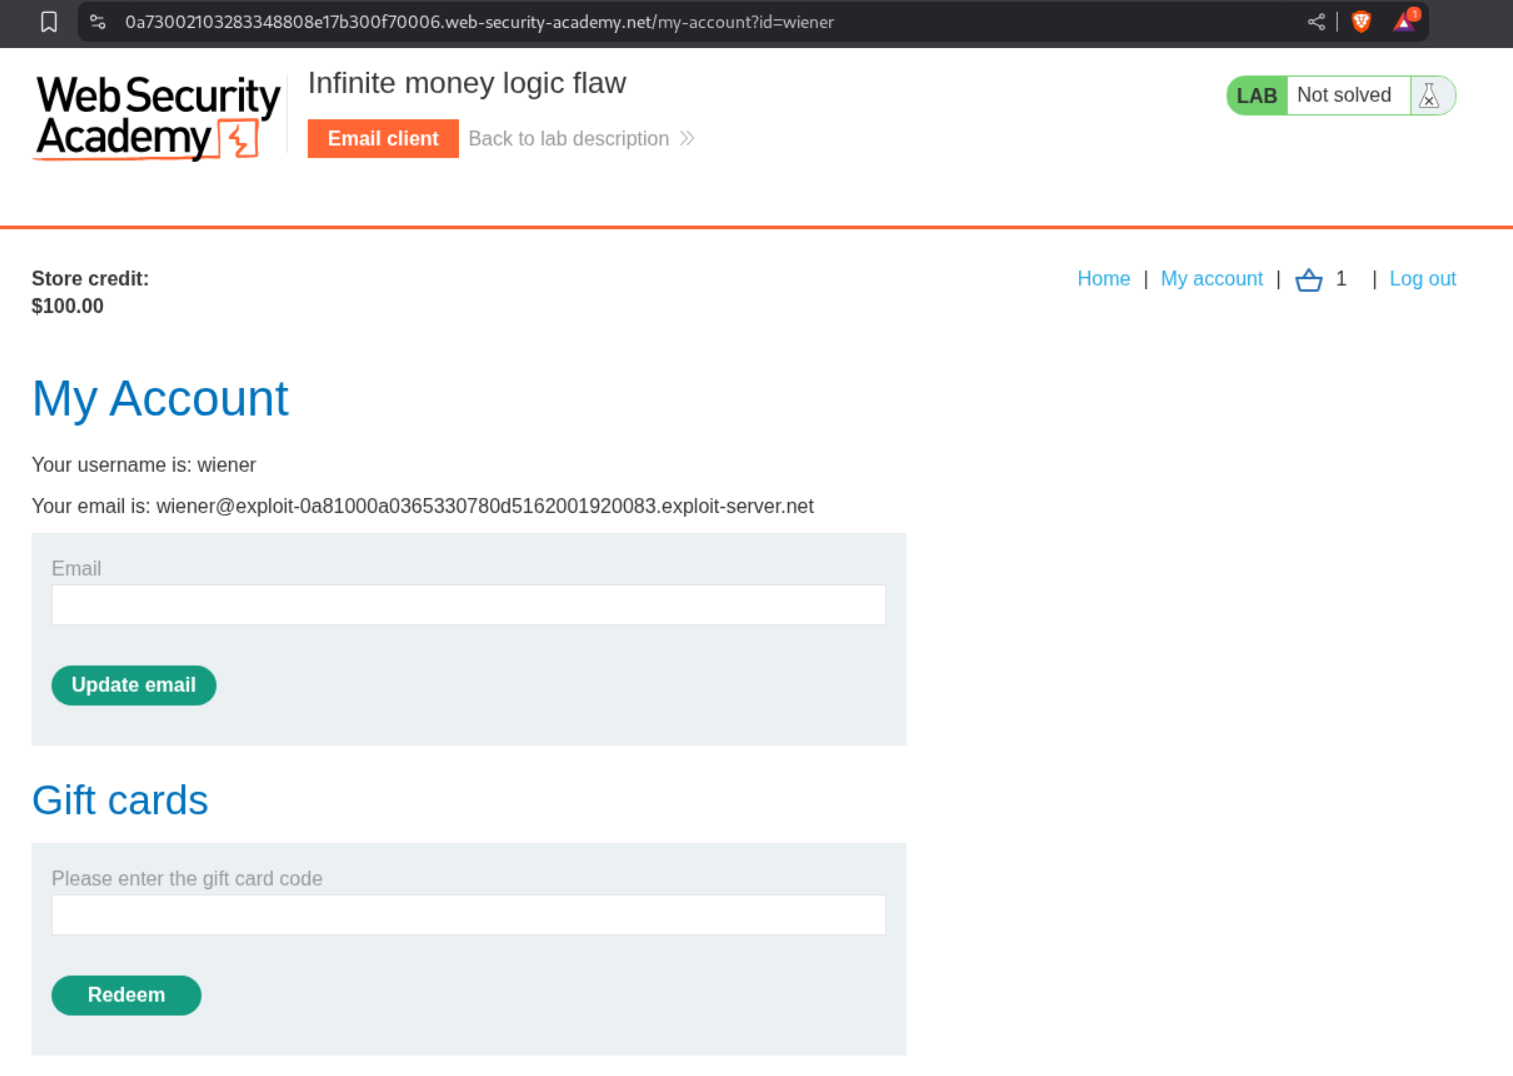 0a73002103283348808e17b300f70006.web-security-academy.net/my-account?id=wiener
1
Web Security
Academy
Infinite money logic flaw
Email client
Back to lab description
LAB
Not solved
Store credit:
$100.00
Home | My account | 1 | Log out
My Account
Your username is: wiener
Your email is: wiener@exploit-0a81000a0365330780d5162001920083.exploit-server.net
Email
Update email
Gift cards
Please enter the gift card code
Redeem